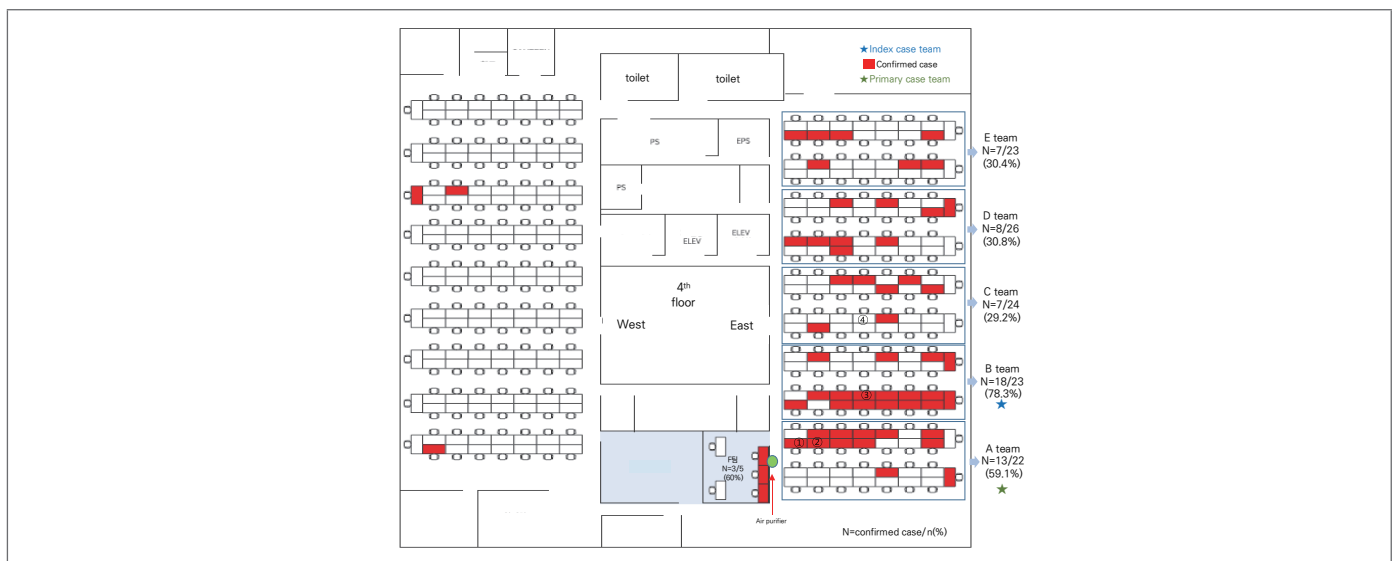 ★Index case team
Confirmed case
★Primary case team
toilet
toilet
PS
EPS
PS
ELEV
ELEV
4th
floor
West
East
E team
N=7/23
(30.4%)
D team
N=8/26
(30.8%)
C team
N=7/24
(29.2%)
④
B team
N=18/23
(78.3%)
★
③
① ②
A team
N=13/22
(59.1%)
★
F팀
N=3/5
(60%)
Air purifier
N=confirmed case/n(%)